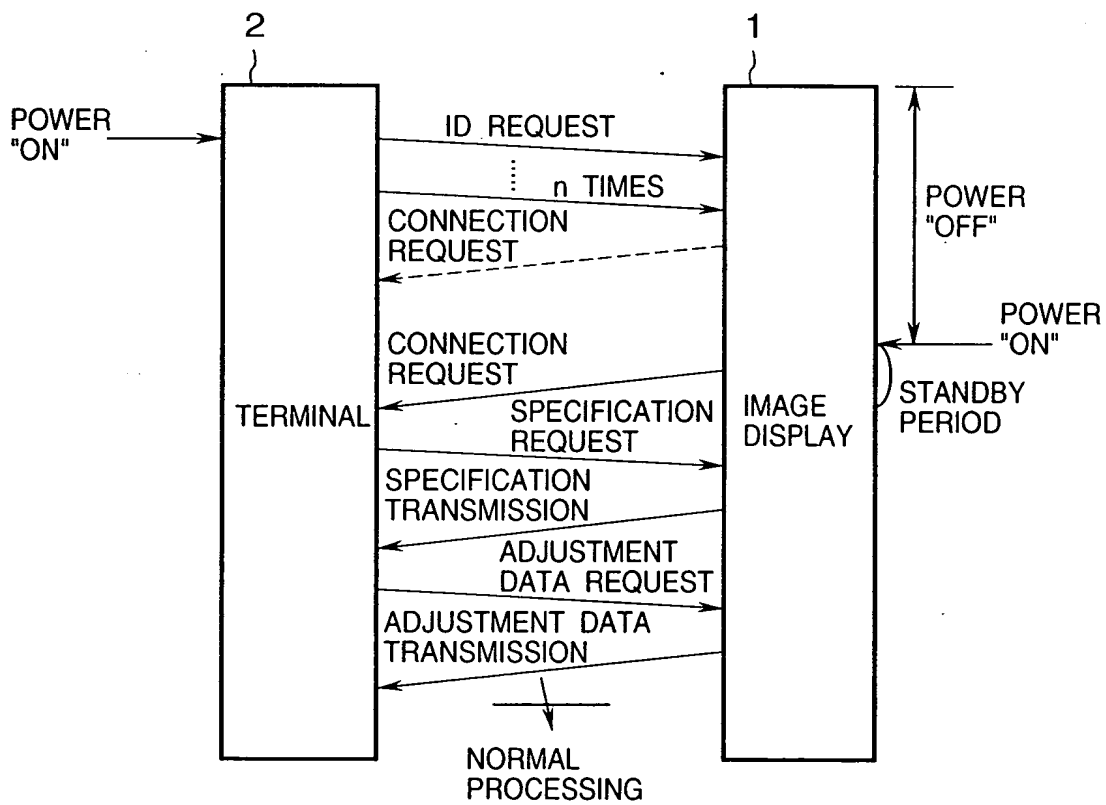 2
1
POWER
"ON"
ID REQUEST
n TIMES
CONNECTION
REQUEST
POWER
"OFF"
POWER
"ON"
CONNECTION
REQUEST
STANDBY
PERIOD
TERMINAL
IMAGE
DISPLAY
SPECIFICATION
REQUEST
SPECIFICATION
TRANSMISSION
ADJUSTMENT
DATA REQUEST
ADJUSTMENT DATA
TRANSMISSION
NORMAL
PROCESSING